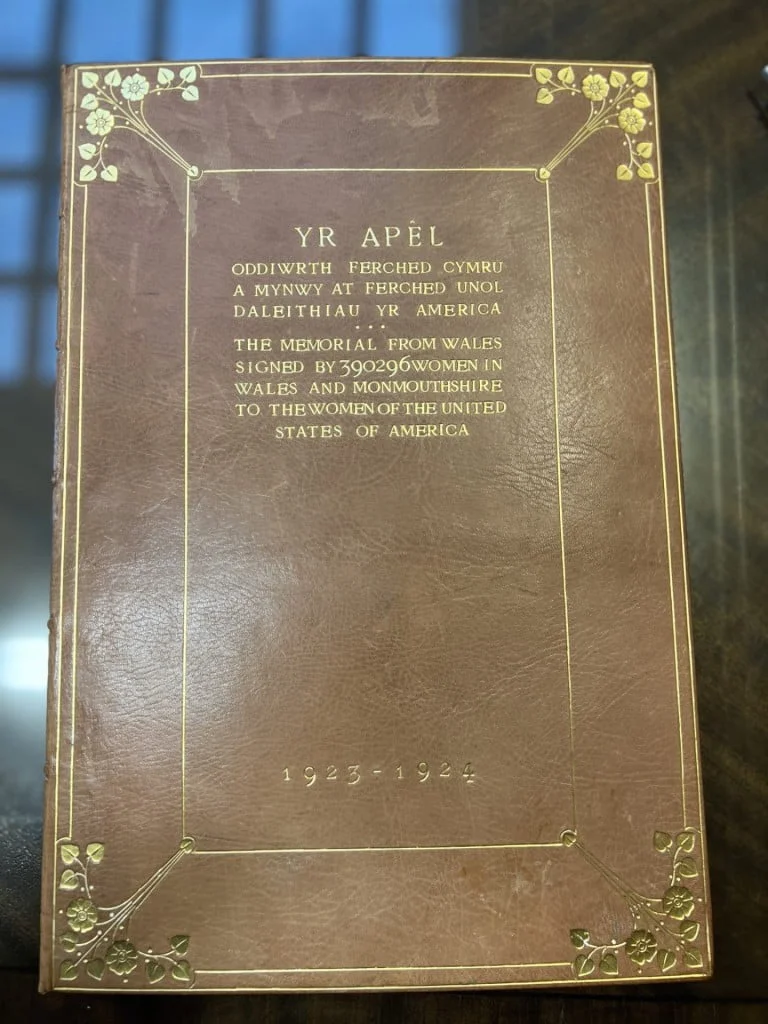 YR APÊL
ODDIWRTH FERCHED CYMRU
A MYNWY AT FERCHED UNOL
DALEITHIAU YR AMERICA
...
THE MEMORIAL FROM WALES
SIGNED BY 390296 WOMEN IN
WALES AND MONMOUTHSHIRE
TO THE WOMEN OF THE UNITED
STATES OF AMERICA
1923-1924